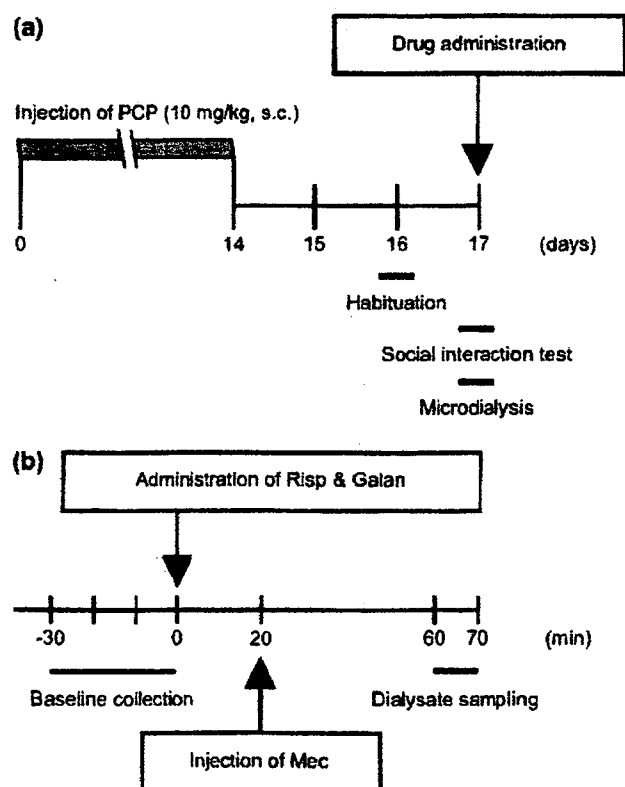 (a)
Drug administration
Injection of PCP (10 mg/kg, s.c.)
0 14 15 16 17 (days)
Habituation
Social interaction test
Microdialysis
(b)
Administration of Risp & Galan
-30 0 20 60 70 (min)
Baseline collection Dialysate sampling
Injection of Mec